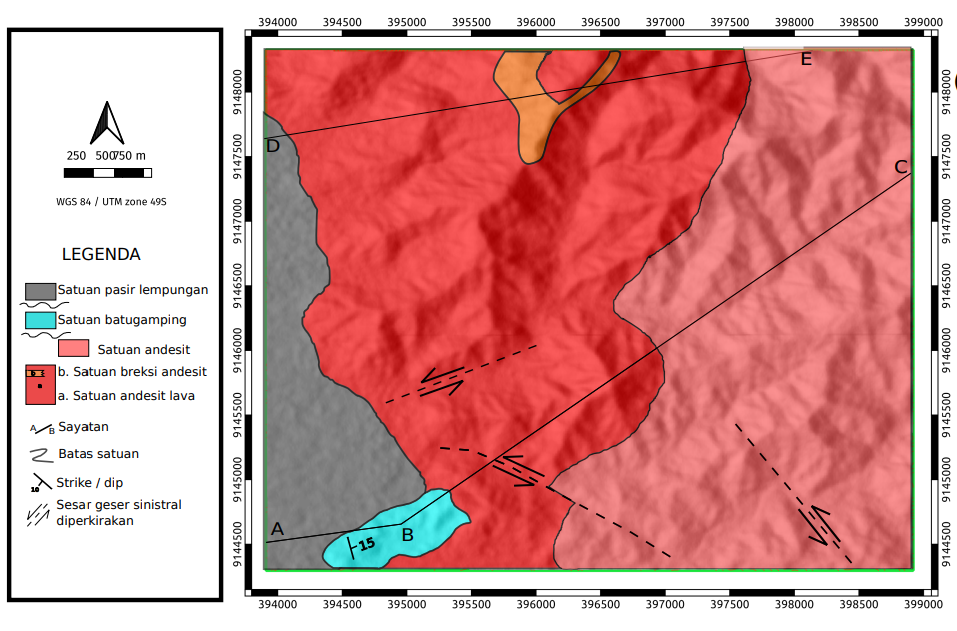 394000 394500 395000 395500 396000 396500 397000 397500 398000 398500 399000
250 500 750 m
WGS 84 / UTM zone 49S
LEGENDA
Satuan pasir lempungan
Satuan batugamping
Satuan andesit
b. Satuan breksi andesit
b
a. Satuan andesit lava
A B Sayatan
Batas satuan
10 Strike / dip
Sesar geser sinistral
diperkirakan
9148000
9147500
9147000
9146500
9146000
9145500
9145000
9144500
E
D
C
A
B
15
9148000
9147500
9147000
9146500
9146000
9145500
9145000
9144500
394000 394500 395000 395500 396000 396500 397000 397500 398000 398500 399000